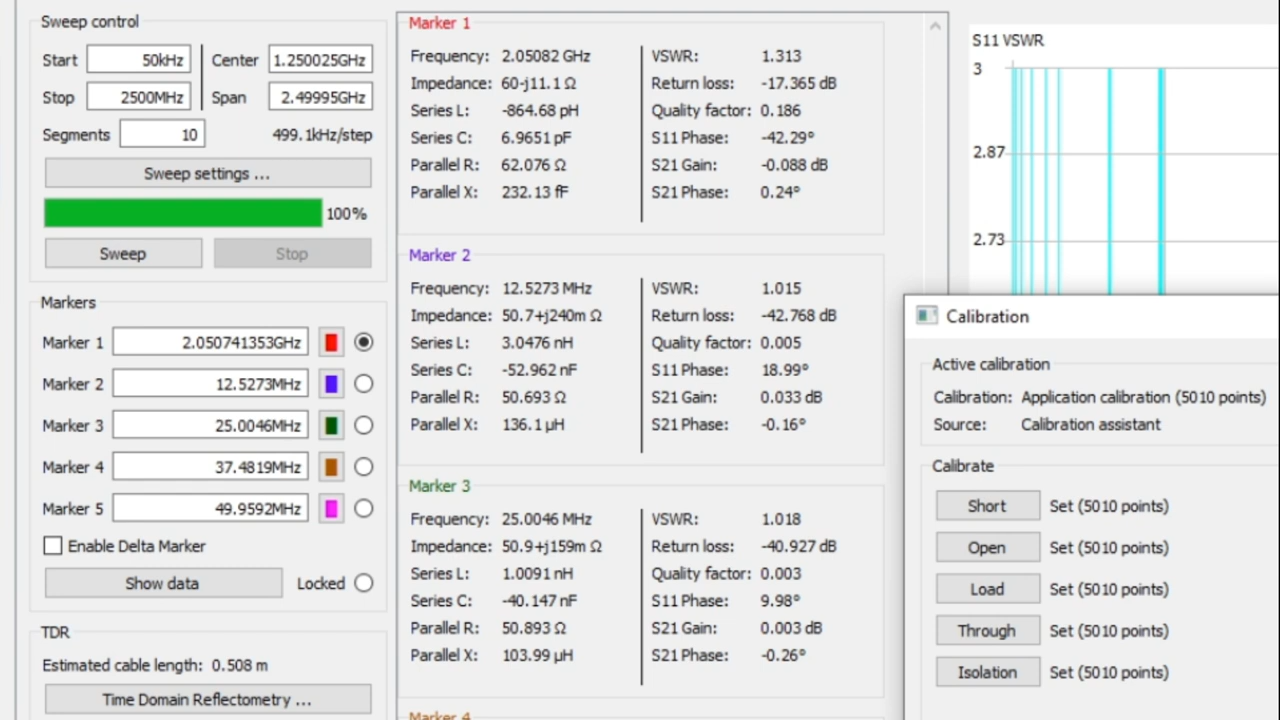 Sweep control
Start 50kHz Center 1.250025GHz
Stop 2500MHz Span 2.49995GHz
Segments 10 499.1kHz/step
Sweep settings ...
100%
Sweep Stop
Markers
Marker 1 2.050741353GHz
Marker 2 12.5273MHz
Marker 3 25.0046MHz
Marker 4 37.4819MHz
Marker 5 49.9592MHz
Enable Delta Marker
Show data Locked
TDR
Estimated cable length: 0.508 m
Time Domain Reflectometry ...
Marker 1
Frequency: 2.05082 GHz VSWR: 1.313
Impedance: 60-j11.1 Ω Return loss: -17.365 dB
Series L: -864.68 pH Quality factor: 0.186
Series C: 6.9651 pF S11 Phase: -42.29°
Parallel R: 62.076 Ω S21 Gain: -0.088 dB
Parallel X: 232.13 fF S21 Phase: 0.24°
Marker 2
Frequency: 12.5273 MHz VSWR: 1.015
Impedance: 50.7+j240m Ω Return loss: -42.768 dB
Series L: 3.0476 nH Quality factor: 0.005
Series C: -52.962 nF S11 Phase: 18.99°
Parallel R: 50.693 Ω S21 Gain: 0.033 dB
Parallel X: 136.1 µH S21 Phase: -0.16°
Marker 3
Frequency: 25.0046 MHz VSWR: 1.018
Impedance: 50.9+j159m Ω Return loss: -40.927 dB
Series L: 1.0091 nH Quality factor: 0.003
Series C: -40.147 nF S11 Phase: 9.98°
Parallel R: 50.893 Ω S21 Gain: 0.003 dB
Parallel X: 103.99 µH S21 Phase: -0.26°
Marker 4
S11 VSWR
3
2.87
2.73
Calibration
Active calibration
Calibration: Application calibration (5010 points)
Source: Calibration assistant
Calibrate
Short Set (5010 points)
Open Set (5010 points)
Load Set (5010 points)
Through Set (5010 points)
Isolation Set (5010 points)